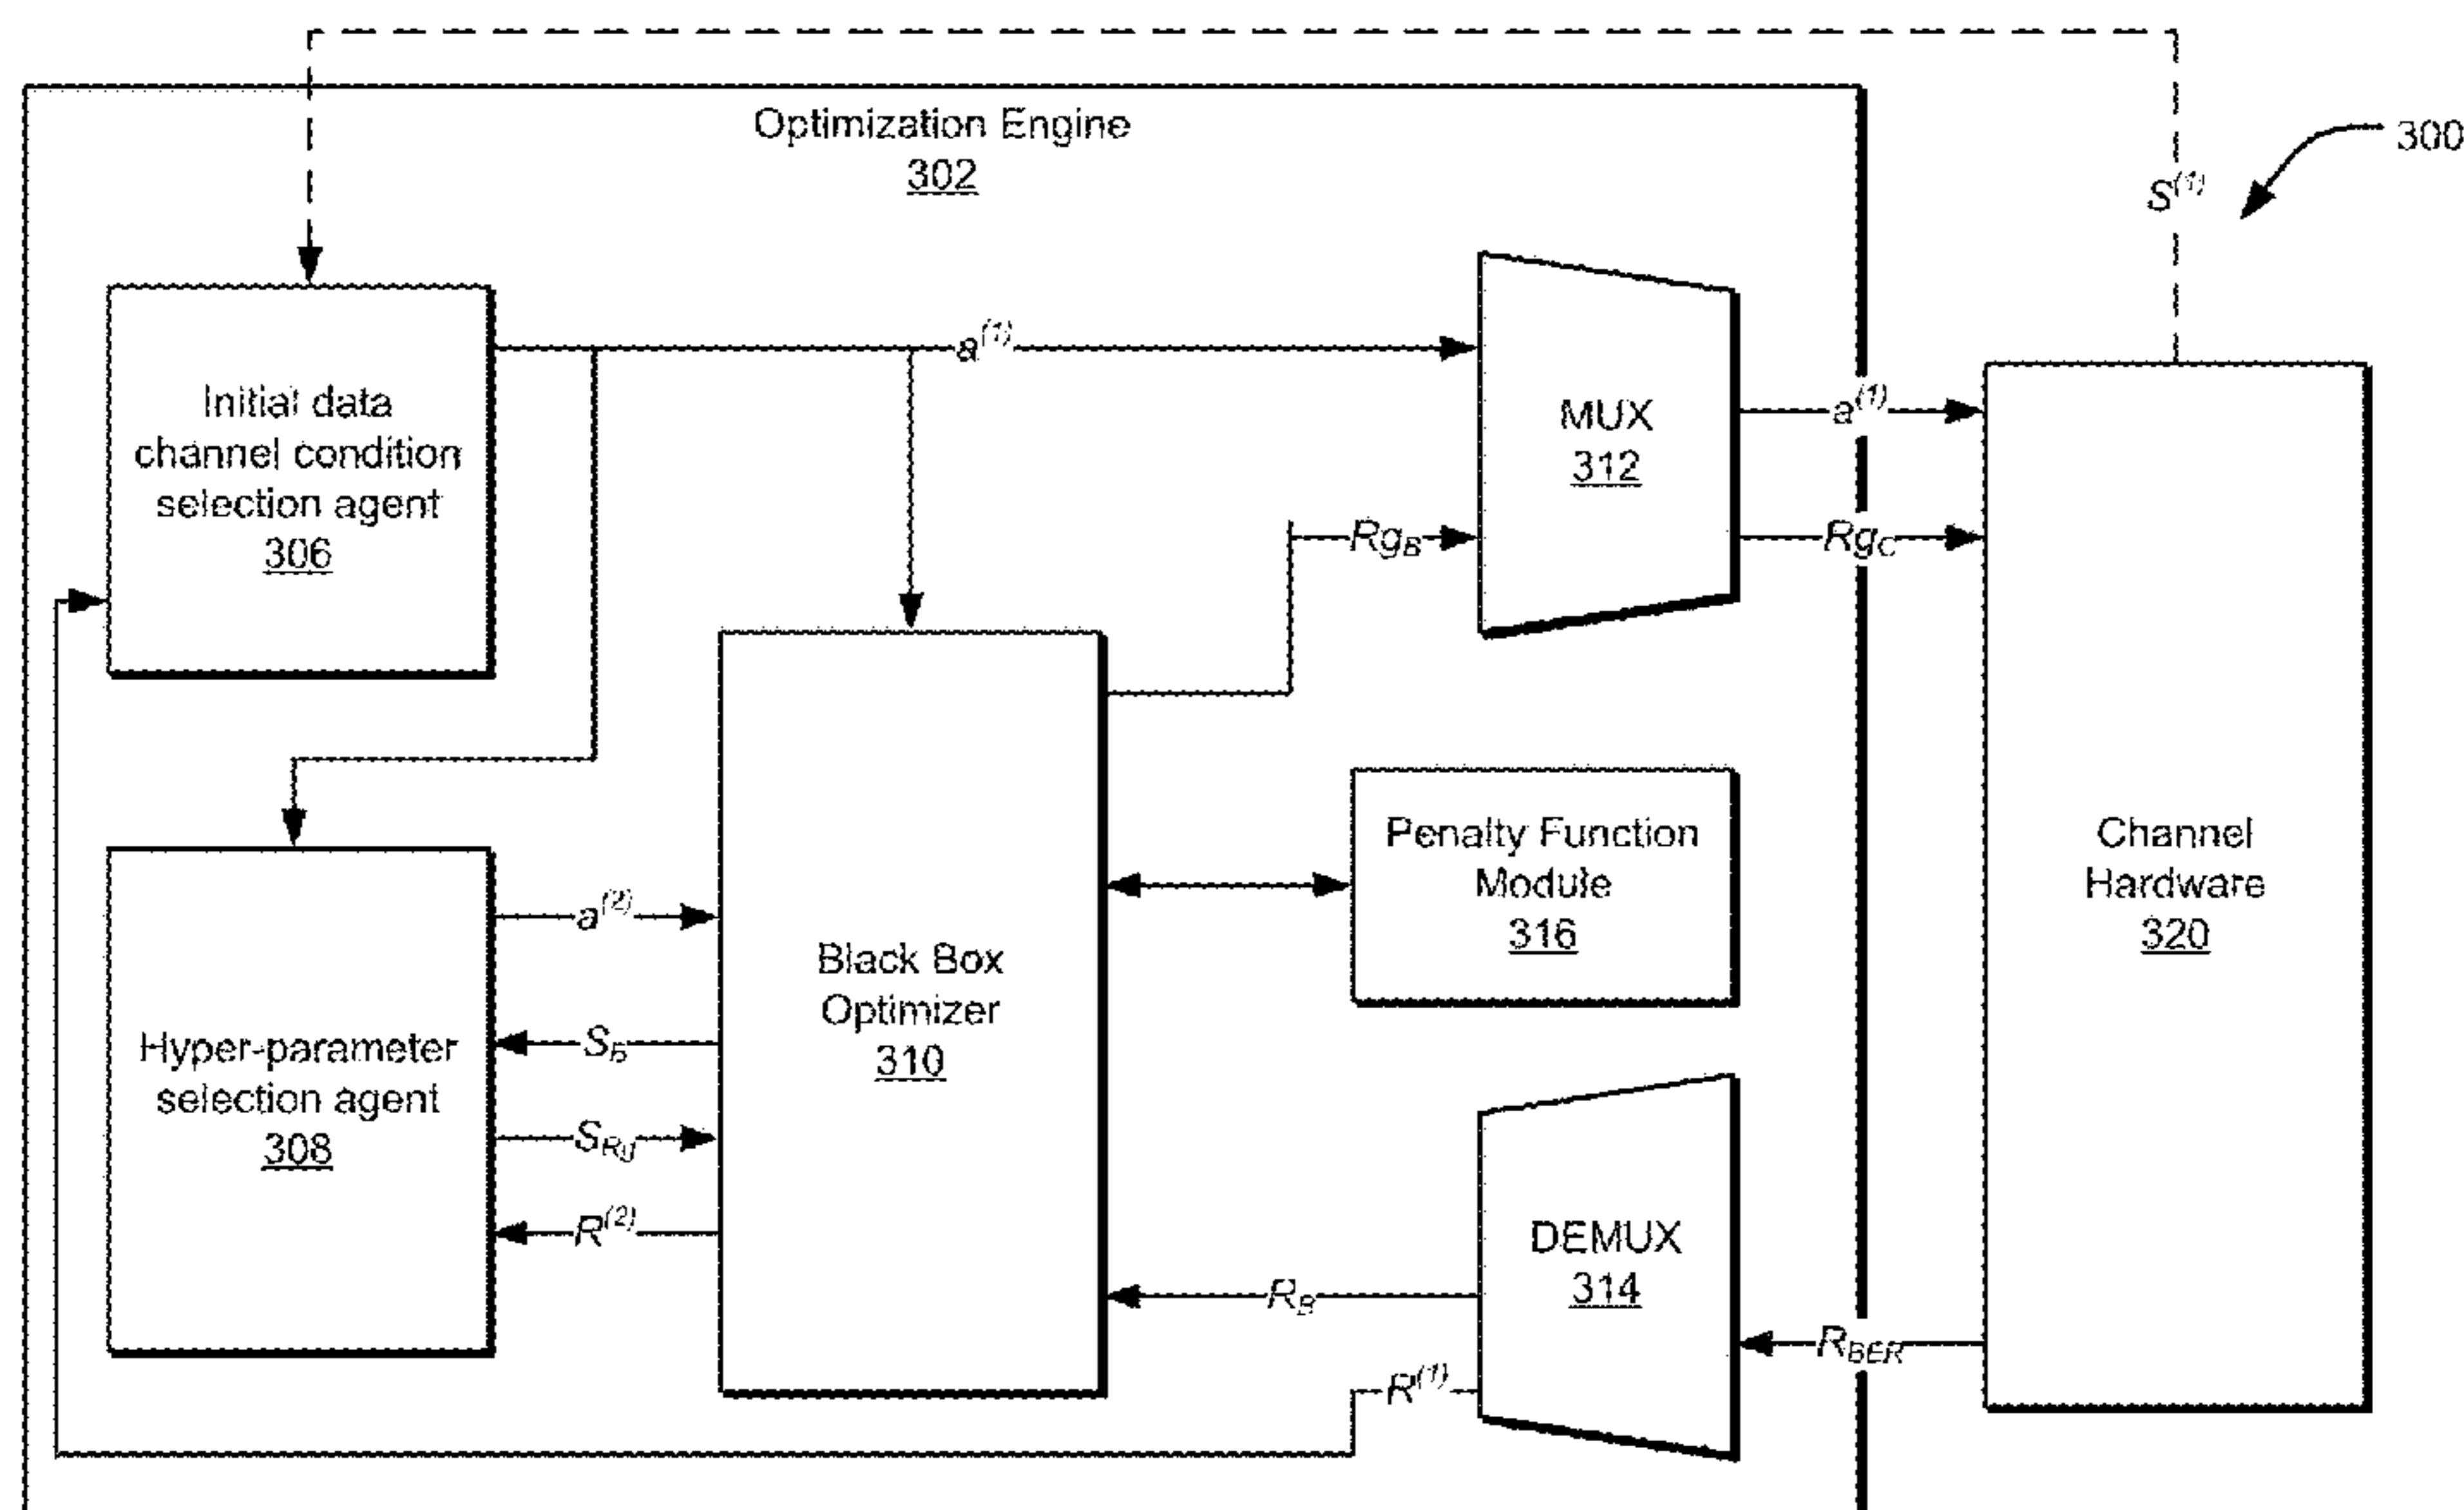 Optimization Engine
302
300
S(1)
Initial data
channel condition
selection agent
306
a(1)
MUX
312
a(1)
RgB
RgC
Penalty Function
Module
316
Channel
Hardware
320
a(2)
Black Box
Optimizer
310
Hyper-parameter
selection agent
308
R(2)
DEMUX
314
RB
RBER
R(1)